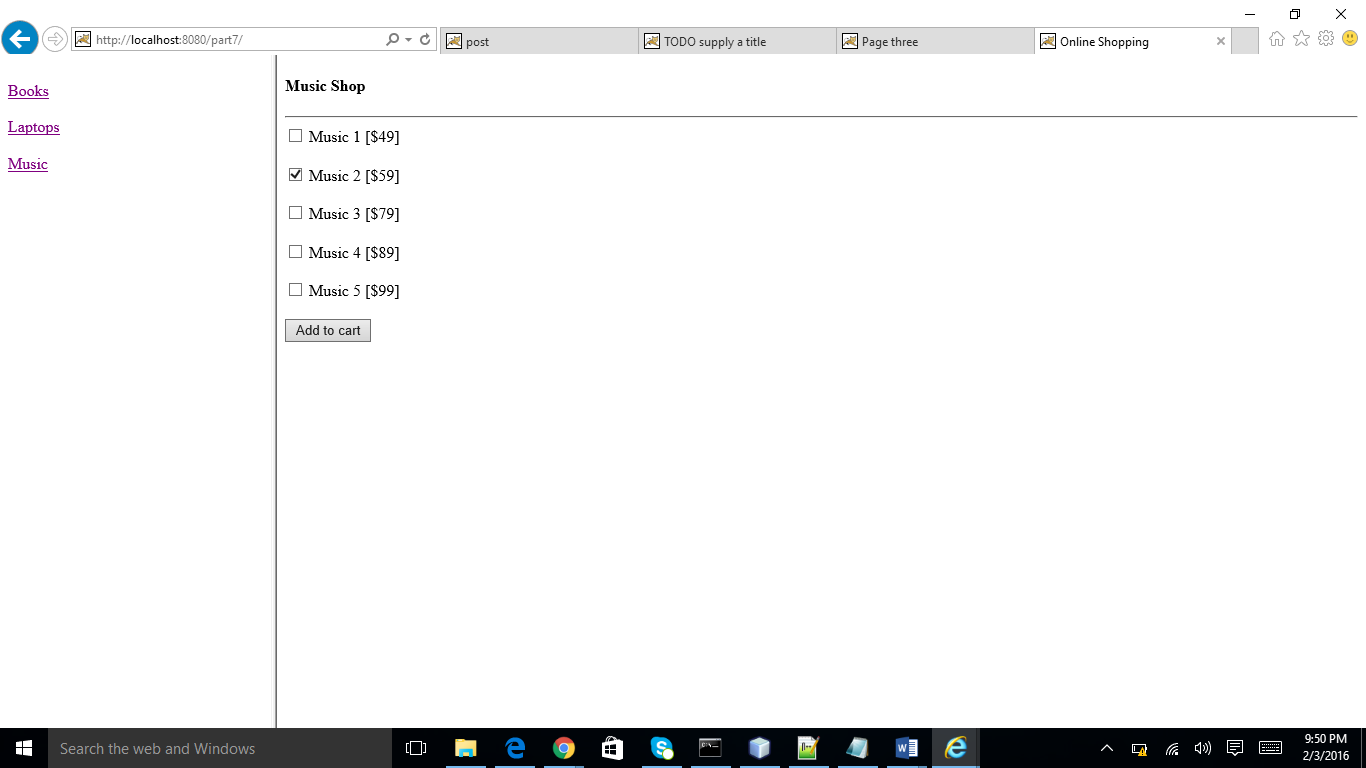 http://localhost:8080/part7/
post
TODO supply a title
Page three
Online Shopping
Books
Laptops
Music
Music Shop
Music 1 [$49]
Music 2 [$59]
Music 3 [$79]
Music 4 [$89]
Music 5 [$99]
Add to cart
Search the web and Windows
9:50 PM
2/3/2016